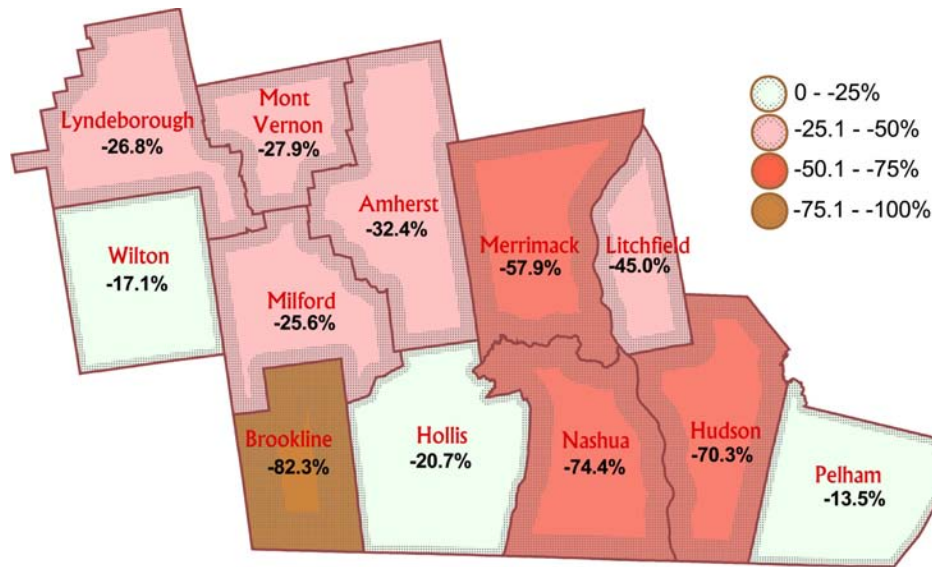 Lyndeborough
-26.8%
Mont
Vernon
-27.9%
Amherst
-32.4%
Wilton
-17.1%
Milford
-25.6%
Merrimack
-57.9%
Litchfield
-45.0%
Brookline
-82.3%
Hollis
-20.7%
Nashua
-74.4%
Hudson
-70.3%
Pelham
-13.5%
0 - -25%
-25.1 - -50%
-50.1 - -75%
-75.1 - -100%